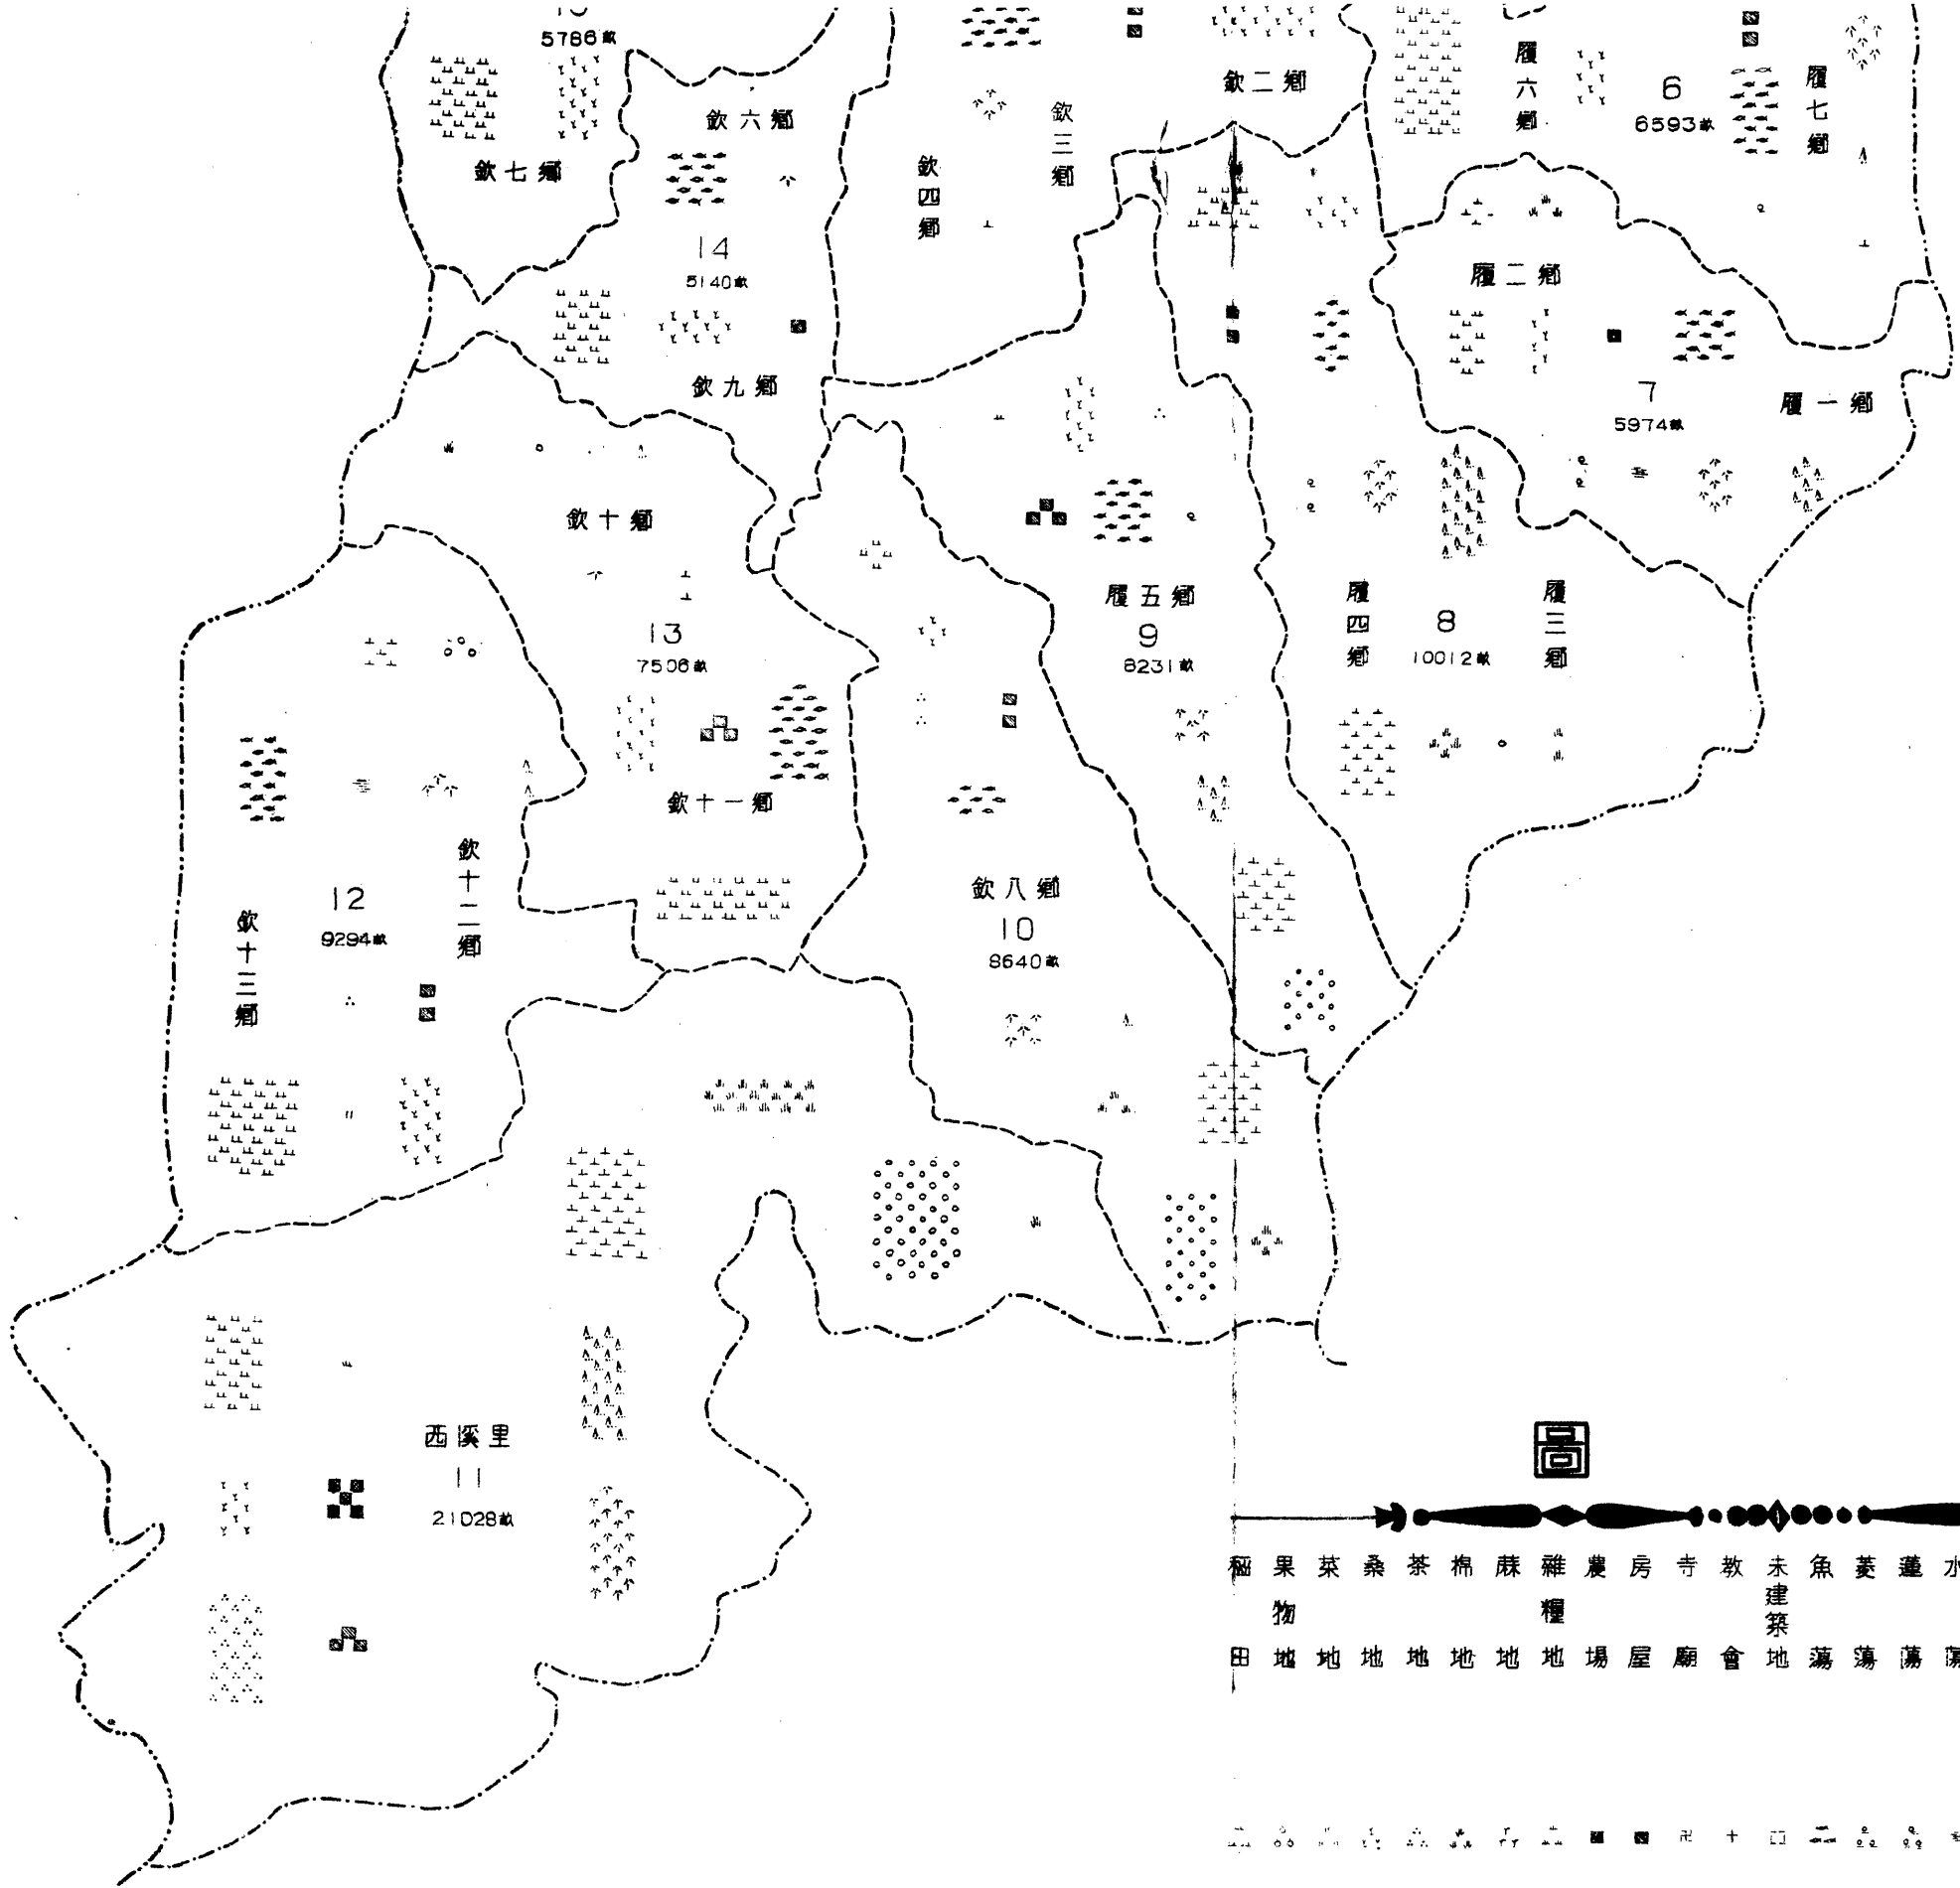 5786畝
欽七鄉
欽六鄉
14
5140畝
欽九鄉
欽四鄉
欽三鄉
欽二鄉
履六鄉
6
6593畝
履七鄉
履二鄉
7
5974畝
履一鄉
欽十鄉
13
7506畝
欽十一鄉
履五鄉
9
8231畝
履四鄉
8
10012畝
履三鄉
欽十三鄉
12
9294畝
欽十二鄉
欽八鄉
10
8640畝
西溪里
11
21028畝
圖
稻田
果物地
菜地
桑地
茶地
棉地
麻地
雜糧地
農場
房屋
寺廟
教會
未建築地
魚蕩
菱蕩
蓮蕩